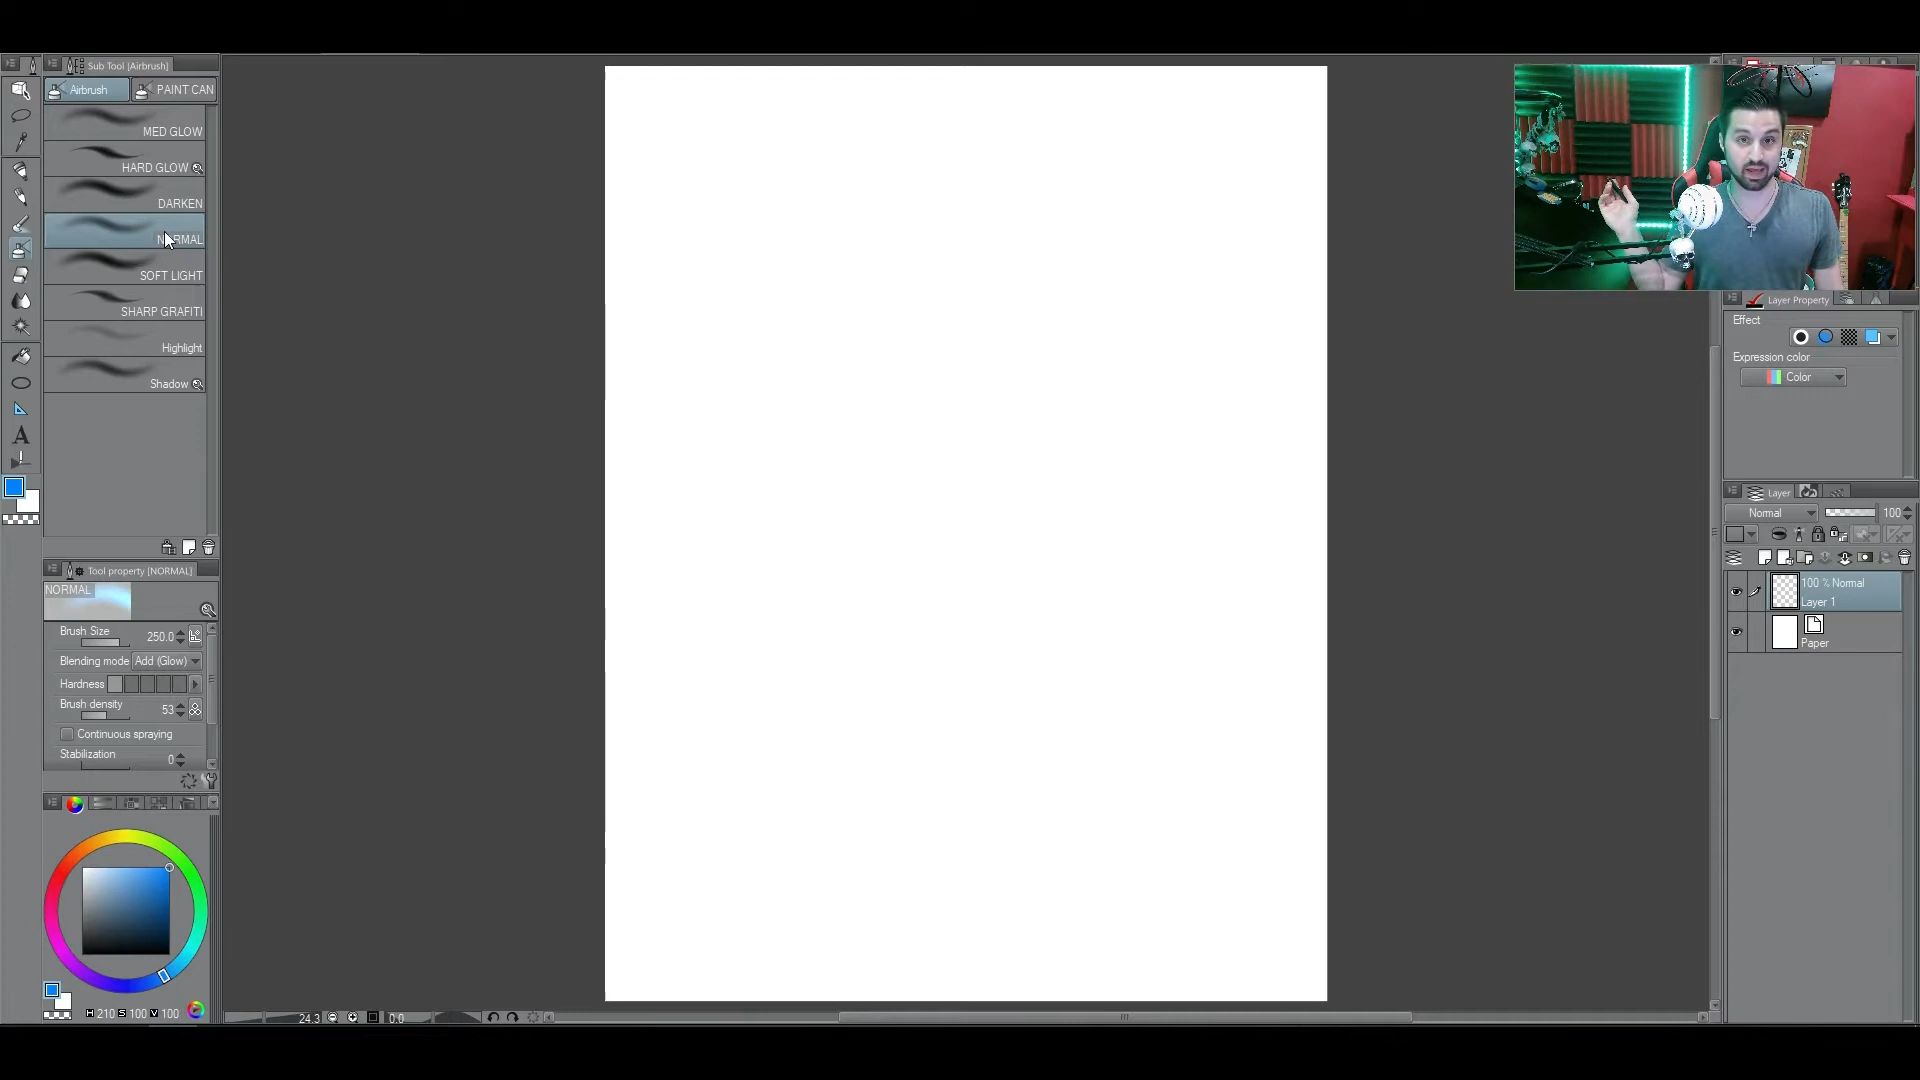 Sub Tool [Airbrush]
Airbrush
PAINT CAN
MED GLOW
HARD GLOW
DARKEN
NORMAL
SOFT LIGHT
SHARP GRAFITI
Highlight
Shadow
A
Tool property [NORMAL]
NORMAL
Brush Size 250.0
Blending mode Add (Glow)
Hardness
Brush density 53
Continuous spraying
Stabilization 0
H 210 S 100 V 100
24.3
0.0
Layer Property
Effect
Expression color
Color
Layer
Normal 100
100 % Normal
Layer 1
Paper